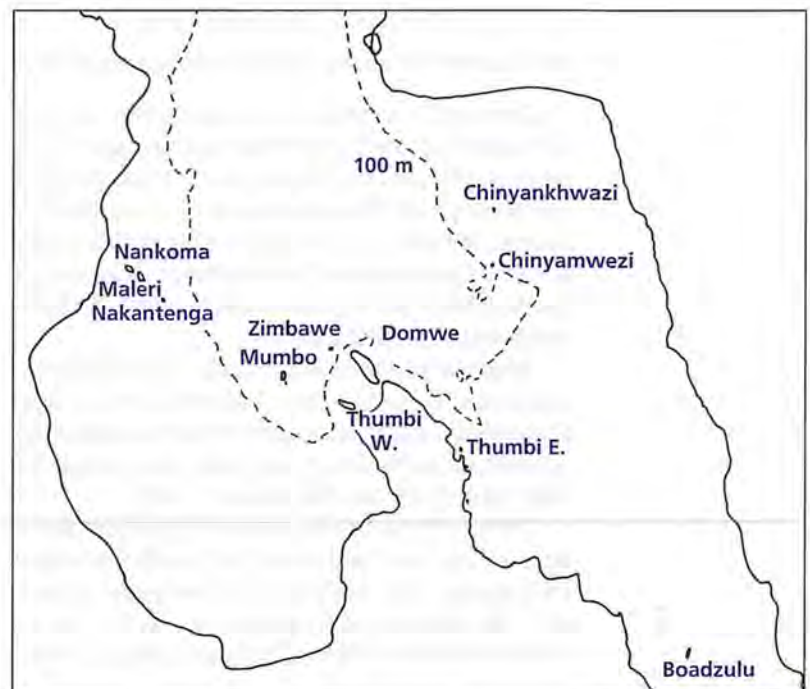 100 m
Chinyankhwazi
Chinyamwezi
Nankoma
Maleri
Nakantenga
Zimbawe
Domwe
Mumbo
Thumbi
W.
Thumbi E.
Boadzulu